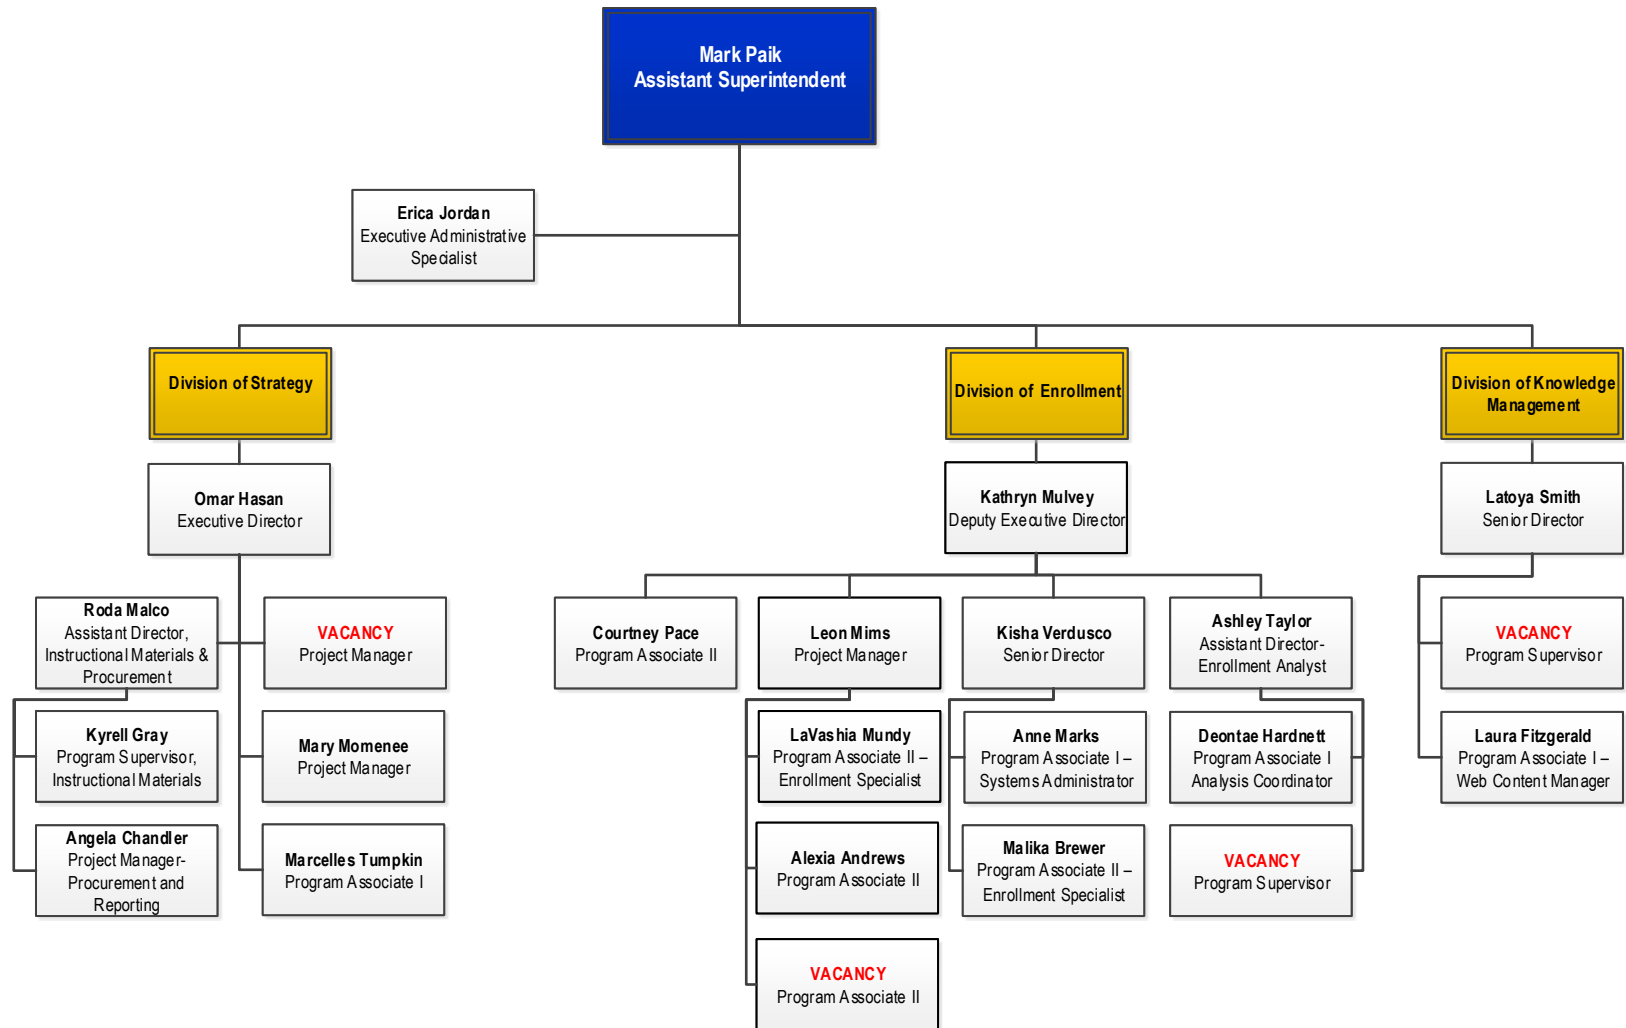 Mark Paik
Assistant Superintendent
Erica Jordan
Executive Administrative
Specialist
Division of Strategy
Division of Enrollment
Division of Knowledge
Management
Omar Hasan
Executive Director
Kathryn Mulvey
Deputy Executive Director
Latoya Smith
Senior Director
Roda Malco
Assistant Director,
Instructional Materials &
Procurement
VACANCY
Project Manager
Kyrell Gray
Program Supervisor,
Instructional Materials
Mary Momenee
Project Manager
Angela Chandler
Project Manager-
Procurement and
Reporting
Marcelles Tumpkin
Program Associate I
Courtney Pace
Program Associate II
Leon Mims
Project Manager
LaVashia Mundy
Program Associate II –
Enrollment Specialist
Alexia Andrews
Program Associate II
VACANCY
Program Associate II
Kisha Verdusco
Senior Director
Anne Marks
Program Associate I –
Systems Administrator
Malika Brewer
Program Associate II –
Enrollment Specialist
Ashley Taylor
Assistant Director-
Enrollment Analyst
Deontae Hardnett
Program Associate I
Analysis Coordinator
VACANCY
Program Supervisor
VACANCY
Program Supervisor
Laura Fitzgerald
Program Associate I –
Web Content Manager